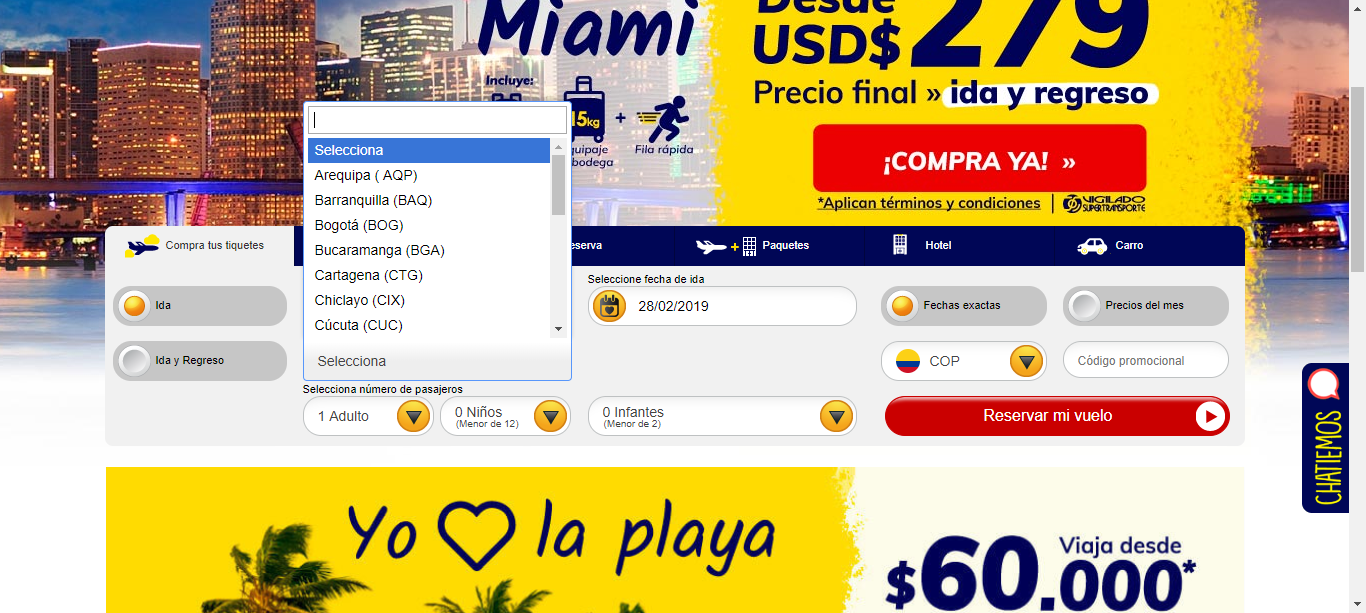 Miami
Desde
USD$ 279
Incluye:
15kg
+
quipaje
bodega
Fila rápida
Precio final » ida y regreso
¡COMPRA YA! »
*Aplican términos y condiciones
VIGILADO
SUPERTRANSPORTE
Selecciona
Arequipa ( AQP)
Barranquilla (BAQ)
Bogotá (BOG)
Bucaramanga (BGA)
Cartagena (CTG)
Chiclayo (CIX)
Cúcuta (CUC)
Selecciona
Compra tus tiquetes
eserva
+
Paquetes
Hotel
Carro
Ida
Ida y Regreso
Seleccione fecha de ida
28/02/2019
Fechas exactas
Precios del mes
COP
Código promocional
Selecciona número de pasajeros
1 Adulto
0 Niños
(Menor de 12)
0 Infantes
(Menor de 2)
Reservar mi vuelo
CHATIEMOS
Yo la playa
Viaja desde
$60.000*